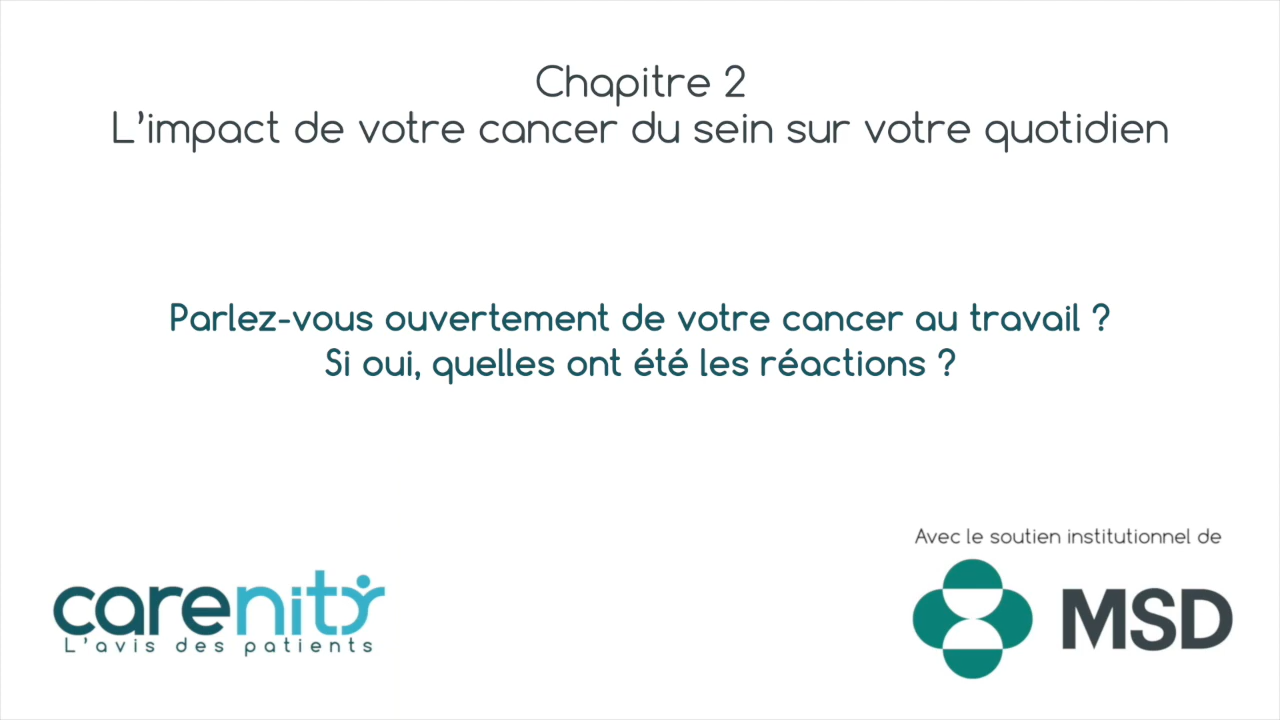 Chapitre 2
L'impact de votre cancer du sein sur votre quotidien
Parlez-vous ouvertement de votre cancer au travail ?
Si oui, quelles ont été les réactions ?
Avec le soutien institutionnel de
carenity
L'avis des patients
MSD